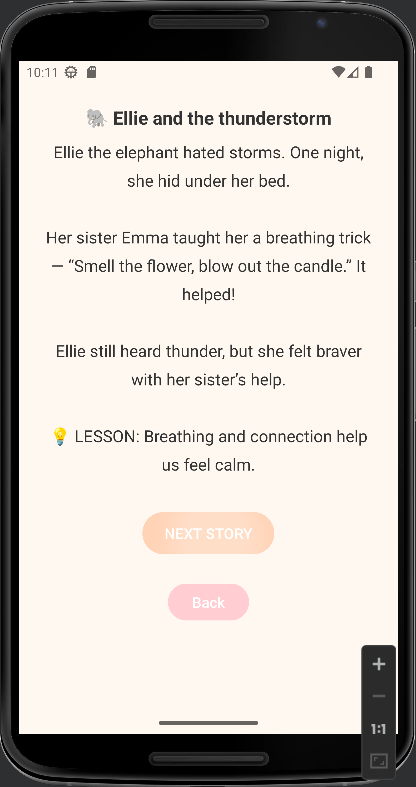 10:11
🐘 Ellie and the thunderstorm
Ellie the elephant hated storms. One night,
she hid under her bed.
Her sister Emma taught her a breathing trick
— “Smell the flower, blow out the candle.” It
helped!
Ellie still heard thunder, but she felt braver
with her sister’s help.
💡 LESSON: Breathing and connection help
us feel calm.
NEXT STORY
Back
1:1